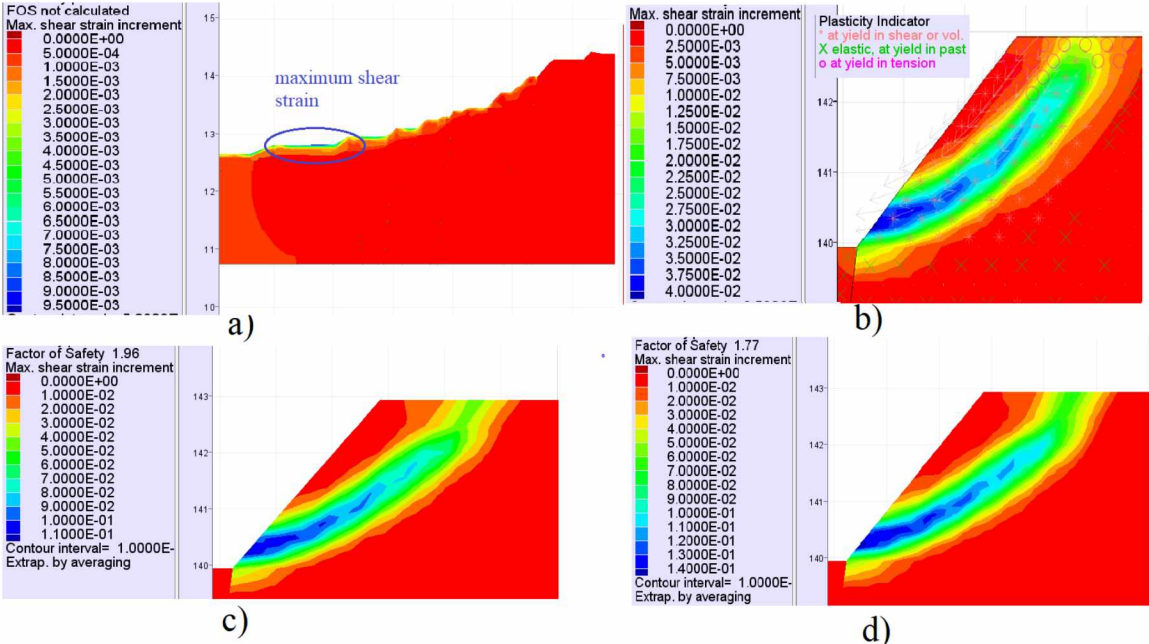 FOS not calculated
Max. shear strain increment
0.0000E+00
5.0000E-04
1.0000E-03
1.5000E-03
2.0000E-03
2.5000E-03
3.0000E-03
3.5000E-03
4.0000E-03
4.5000E-03
5.0000E-03
5.5000E-03
6.0000E-03
6.5000E-03
7.0000E-03
7.5000E-03
8.0000E-03
8.5000E-03
9.0000E-03
9.5000E-03
15
14
13
12
11
10
maximum shear
strain
a)
Max. shear strain increment
0.0000E+00
2.5000E-03
5.0000E-03
7.5000E-03
1.0000E-02
1.2500E-02
1.5000E-02
1.7500E-02
2.0000E-02
2.2500E-02
2.5000E-02
2.7500E-02
3.0000E-02
3.2500E-02
3.5000E-02
3.7500E-02
4.0000E-02
Plasticity Indicator
* at yield in shear or vol.
X elastic, at yield in past
o at yield in tension
142
141
140
b)
Factor of Safety 1.96
Max. shear strain increment
0.0000E+00
1.0000E-02
2.0000E-02
3.0000E-02
4.0000E-02
5.0000E-02
6.0000E-02
7.0000E-02
8.0000E-02
9.0000E-02
1.0000E-01
1.1000E-01
Contour interval= 1.0000E-
Extrap. by averaging
143
142
141
140
c)
Factor of Safety 1.77
Max. shear strain increment
0.0000E+00
1.0000E-02
2.0000E-02
3.0000E-02
4.0000E-02
5.0000E-02
6.0000E-02
7.0000E-02
8.0000E-02
9.0000E-02
1.0000E-01
1.1000E-01
1.2000E-01
1.3000E-01
1.4000E-01
Contour interval= 1.0000E-
Extrap. by averaging
143
142
141
140
d)